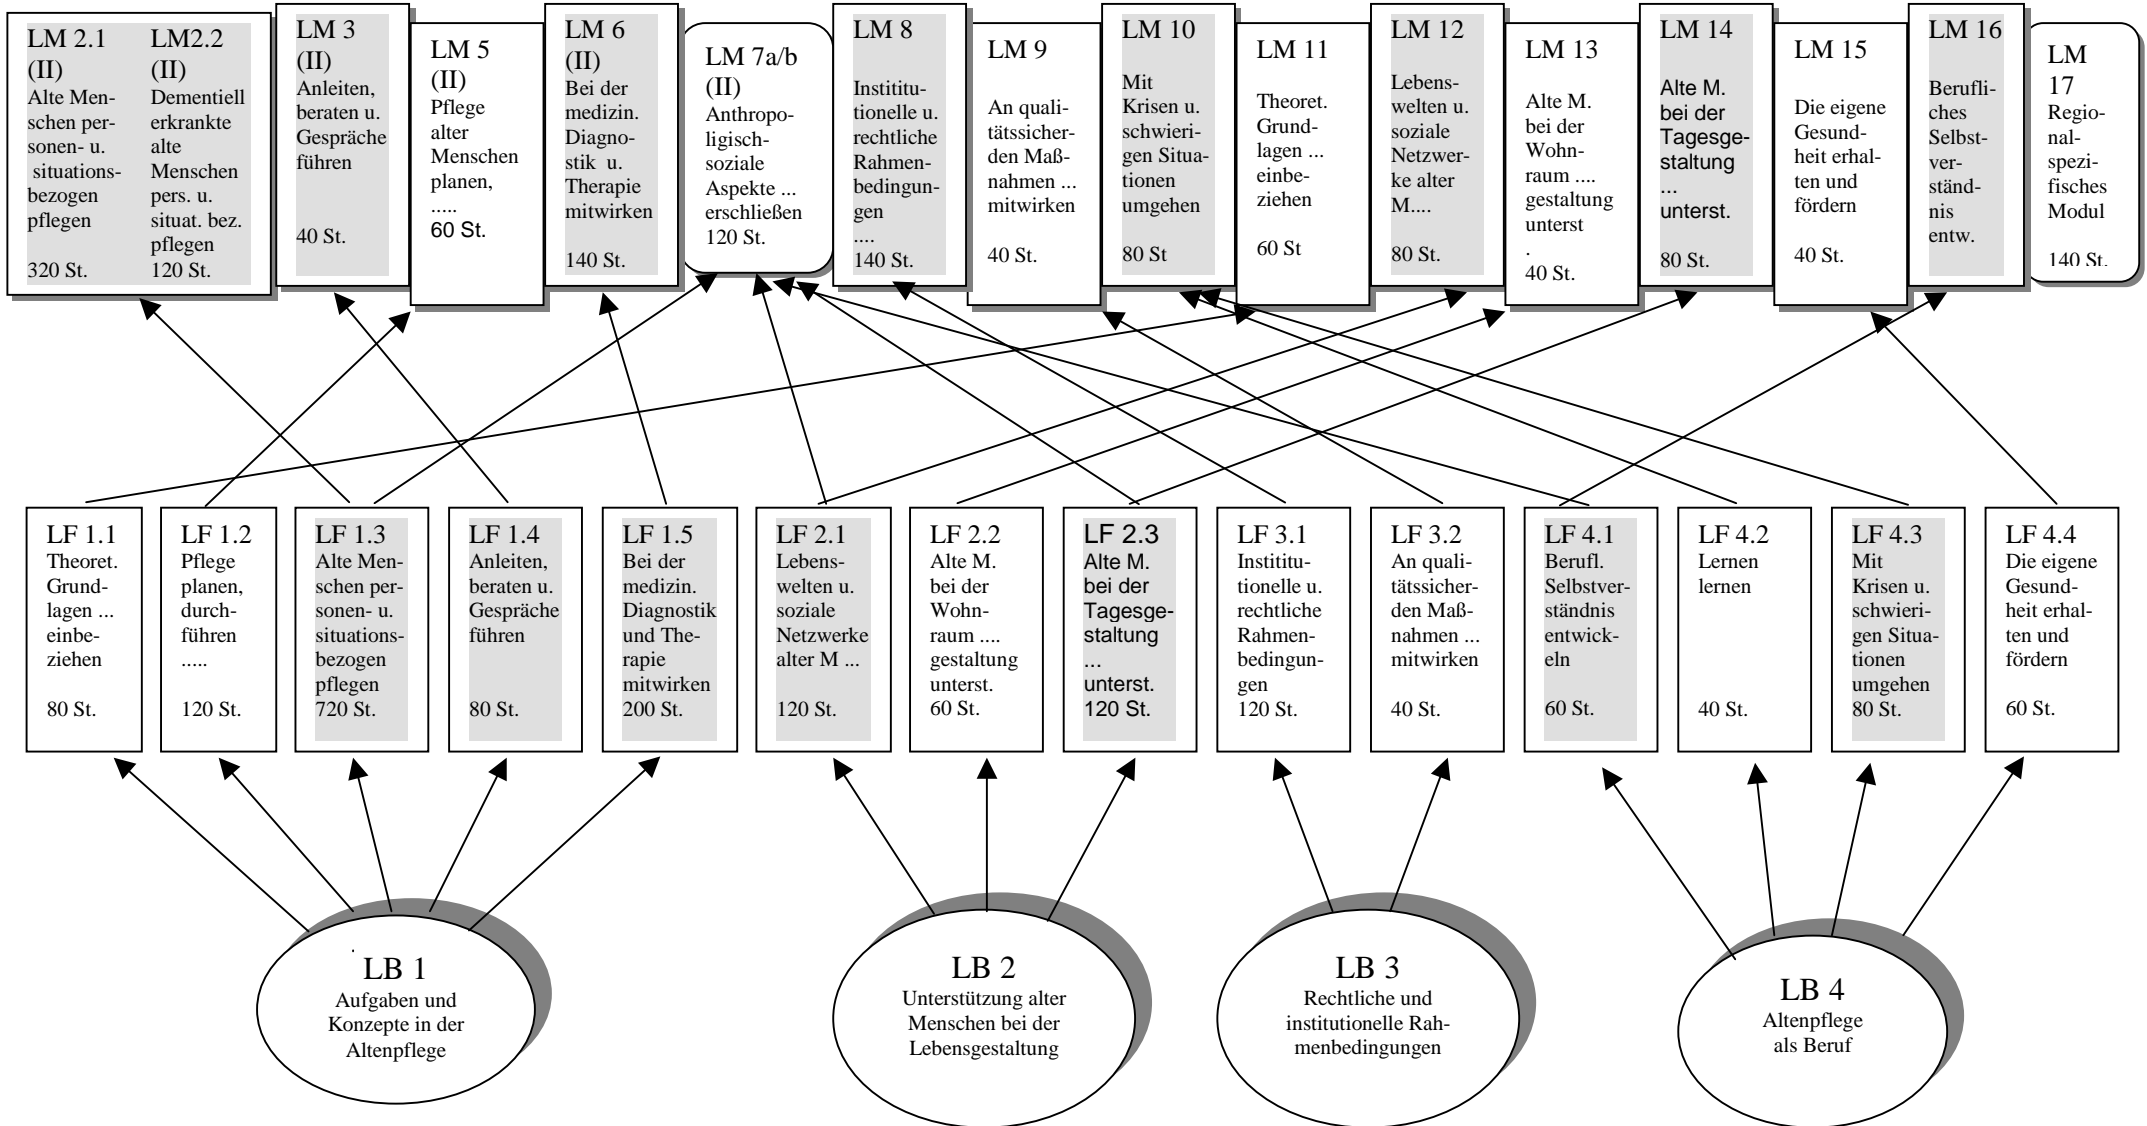 LM 2.1
(II)
Alte Men-
schen per-
sonen- u.
situations-
bezogen
pflegen
320 St.
LM2.2
(II)
Dementiell
erkrankte
alte
Menschen
pers. u.
situat. bez.
pflegen
120 St.
LM 3
(II)
Anleiten,
beraten u.
Gespräche
führen
40 St.
LM 5
(II)
Pflege
alter
Menschen
planen,
.....
60 St.
LM 6
(II)
Bei der
medizin.
Diagno-
stik u.
Therapie
mitwirken
140 St.
LM 7a/b
(II)
Anthropo-
ligisch-
soziale
Aspekte ...
erschließen
120 St.
LM 8
Instititu-
tionelle u.
rechtliche
Rahmen-
bedingun-
gen
....
140 St.
LM 9
An quali-
tätssicher-
den Maß-
nahmen ...
mitwirken
40 St.
LM 10
Mit
Krisen u.
schwieri-
gen Situa-
tionen
umgehen
80 St
LM 11
Theoret.
Grund-
lagen ...
einbe-
ziehen
60 St
LM 12
Lebens-
welten u.
soziale
Netzwer-
ke alter
M....
80 St.
LM 13
Alte M.
bei der
Wohn-
raum ....
gestaltung
unterst
.
40 St.
LM 14
Alte M.
bei der
Tagesge-
staltung
...
unterst.
80 St.
LM 15
Die eigene
Gesund-
heit erhal-
ten und
fördern
40 St.
LM 16
Berufli-
ches
Selbst-
ver-
ständ-
nis
entw.
LM
17
Regio-
nal-
spezi-
fisches
Modul
140 St.
LF 1.1
Theoret.
Grund-
lagen ...
einbe-
ziehen
80 St.
LF 1.2
Pflege
planen,
durch-
führen
.....
120 St.
LF 1.3
Alte Men-
schen per-
sonen- u.
situations-
bezogen
pflegen
720 St.
LF 1.4
Anleiten,
beraten u.
Gespräche
führen
80 St.
LF 1.5
Bei der
medizin.
Diagnostik
und The-
rapie
mitwirken
200 St.
LF 2.1
Lebens-
welten u.
soziale
Netzwerke
alter M ...
120 St.
LF 2.2
Alte M.
bei der
Wohn-
raum ....
gestaltung
unterst.
60 St.
LF 2.3
Alte M.
bei der
Tagesge-
staltung
...
unterst.
120 St.
LF 3.1
Instititu-
tionelle u.
rechtliche
Rahmen-
bedingun-
gen
120 St.
LF 3.2
An quali-
tätssicher-
den Maß-
nahmen ...
mitwirken
40 St.
LF 4.1
Berufl.
Selbstver-
ständnis
entwick-
eln
60 St.
LF 4.2
Lernen
lernen
40 St.
LF 4.3
Mit
Krisen u.
schwieri-
gen Situa-
tionen
umgehen
80 St.
LF 4.4
Die eigene
Gesund-
heit erhal-
ten und
fördern
60 St.
.
LB 1
Aufgaben und
Konzepte in der
Altenpflege
LB 2
Unterstützung alter
Menschen bei der
Lebensgestaltung
LB 3
Rechtliche und
institutionelle Rah-
menbedingungen
LB 4
Altenpflege
als Beruf